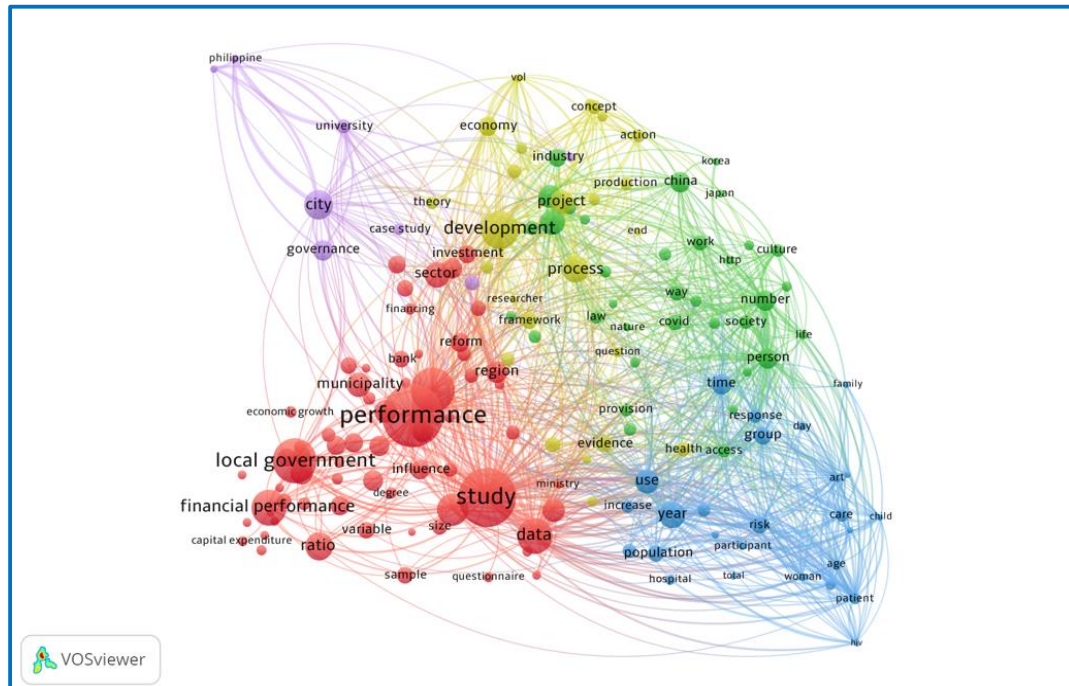 philippine
vol
concept
university
economy
action
industry
korea
production
china
japan
city
theory
project
case study
development
end
governance
investment
work
culture
sector
process
http
researcher
way
number
financing
framework
law
covid
society
nature
reform
life
bank
question
person
region
municipality
time
family
performance
economic growth
provision
response
day
group
evidence
health
access
local government
influence
art
degree
ministry
use
study
increase
financial performance
year
care
child
size
risk
variable
data
capital expenditure
ratio
population
participant
age
sample
questionnaire
hospital
total
woman
patient
hiv
VOSviewer